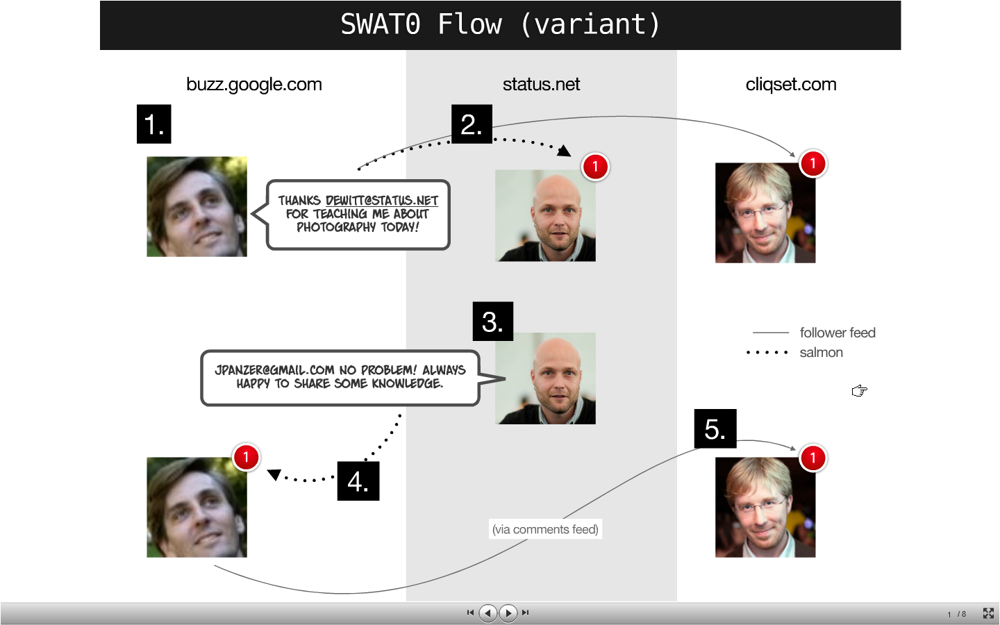 SWAT0 Flow (variant)
buzz.google.com
status.net
cliqset.com
1.
2.
1
1
THANKS DEWITT@STATUS.NET
FOR TEACHING ME ABOUT
PHOTOGRAPHY TODAY!
3.
follower feed
salmon
JPANZER@GMAIL.COM NO PROBLEM! ALWAYS
HAPPY TO SHARE SOME KNOWLEDGE.
5.
1
1
4.
(via comments feed)
1 / 8